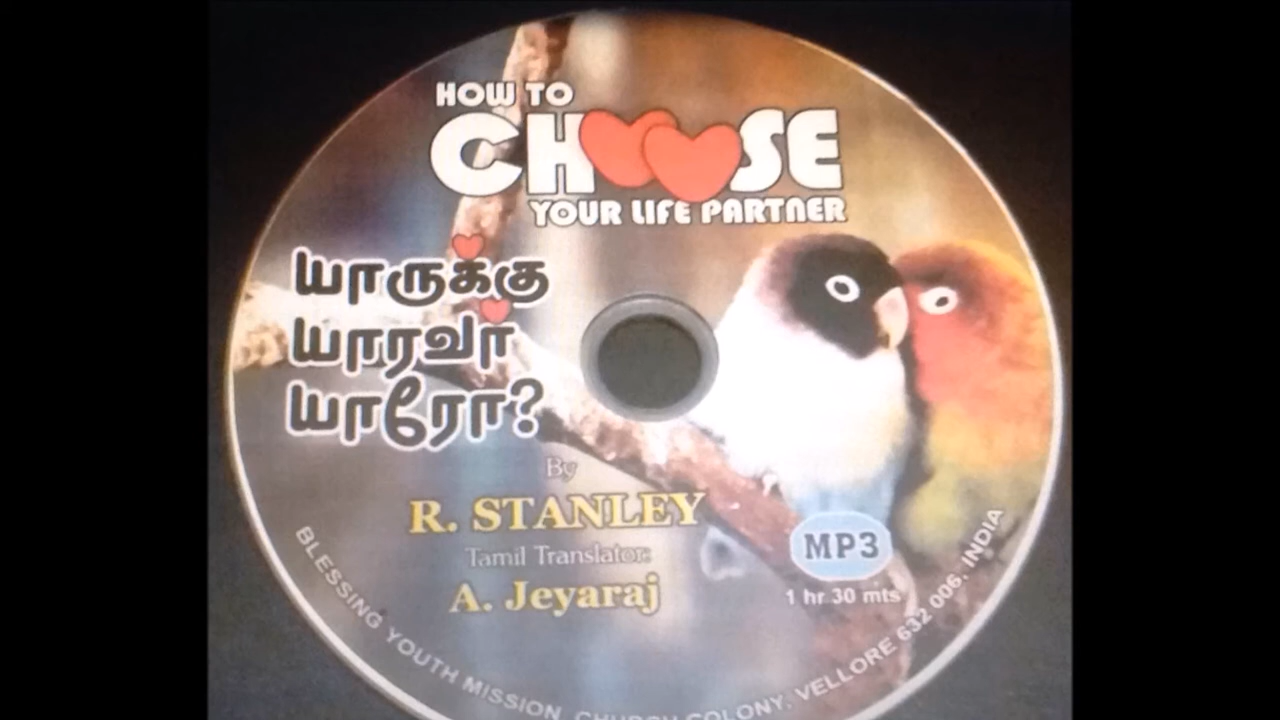 HOW TO
CHOOSE
YOUR LIFE PARTNER
யாருக்கு
யாரவா
யாரோ?
By
R. STANLEY
Tamil Translator:
A. Jeyaraj
MP3
1 hr 30 mts
BLESSING YOUTH MISSION, CHURCH COLONY, VELLORE 632 006, INDIA